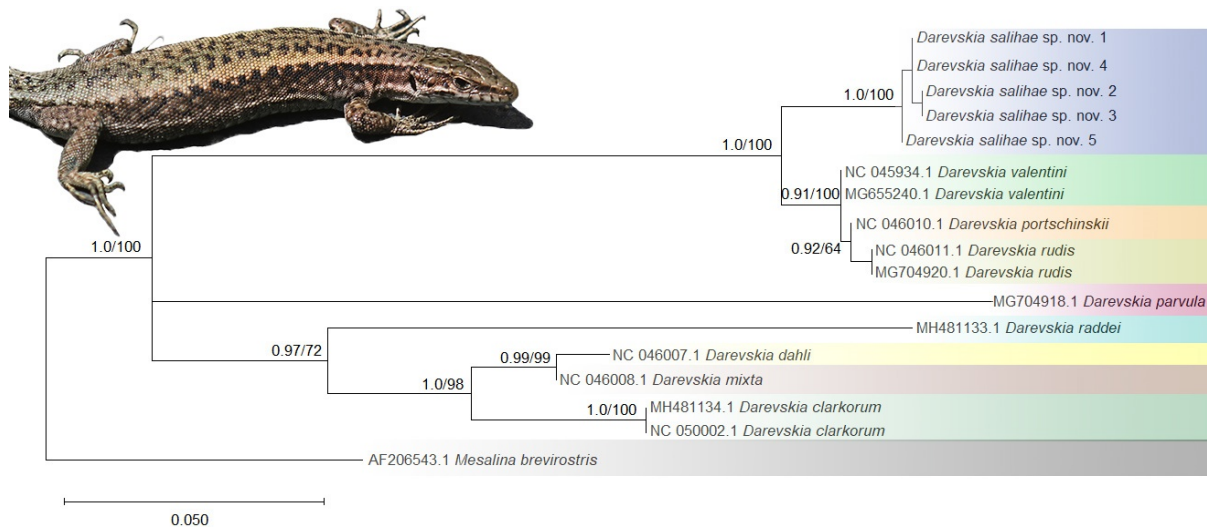 Darevskia salihae sp. nov. 1
Darevskia salihae sp. nov. 4
Darevskia salihae sp. nov. 2
1.0/100
Darevskia salihae sp. nov. 3
Darevskia salihae sp. nov. 5
1.0/100
NC 045934.1 Darevskia valentini
0.91/100
MG655240.1 Darevskia valentini
NC 046010.1 Darevskia portschinskii
1.0/100
0.92/64
NC 046011.1 Darevskia rudis
MG704920.1 Darevskia rudis
MG704918.1 Darevskia parvula
MH481133.1 Darevskia raddei
0.97/72
0.99/99
NC 046007.1 Darevskia dahli
1.0/98
NC 046008.1 Darevskia mixta
1.0/100
MH481134.1 Darevskia clarkorum
NC 050002.1 Darevskia clarkorum
AF206543.1 Mesalina brevirostris
0.050